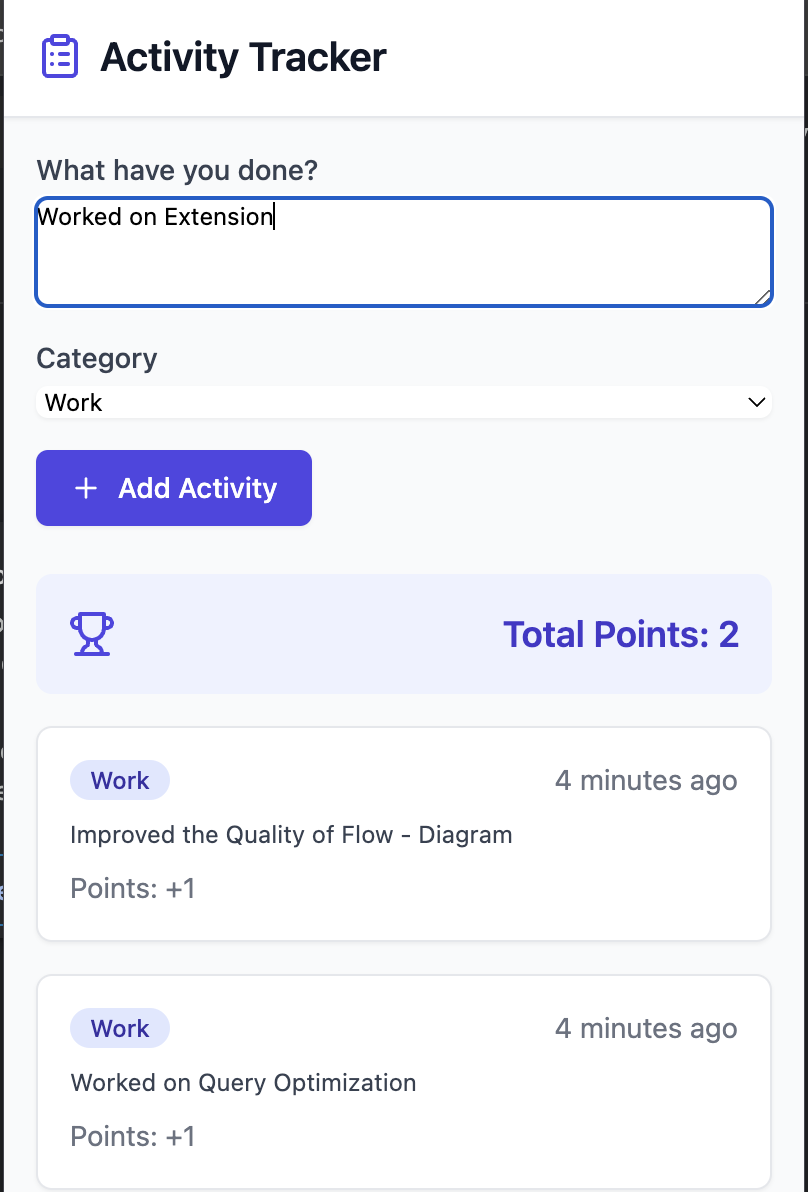 Activity Tracker
What have you done?
Worked on Extension
Category
Work
Add Activity
Total Points: 2
Work
4 minutes ago
Improved the Quality of Flow - Diagram
Points: +1
Work
4 minutes ago
Worked on Query Optimization
Points: +1